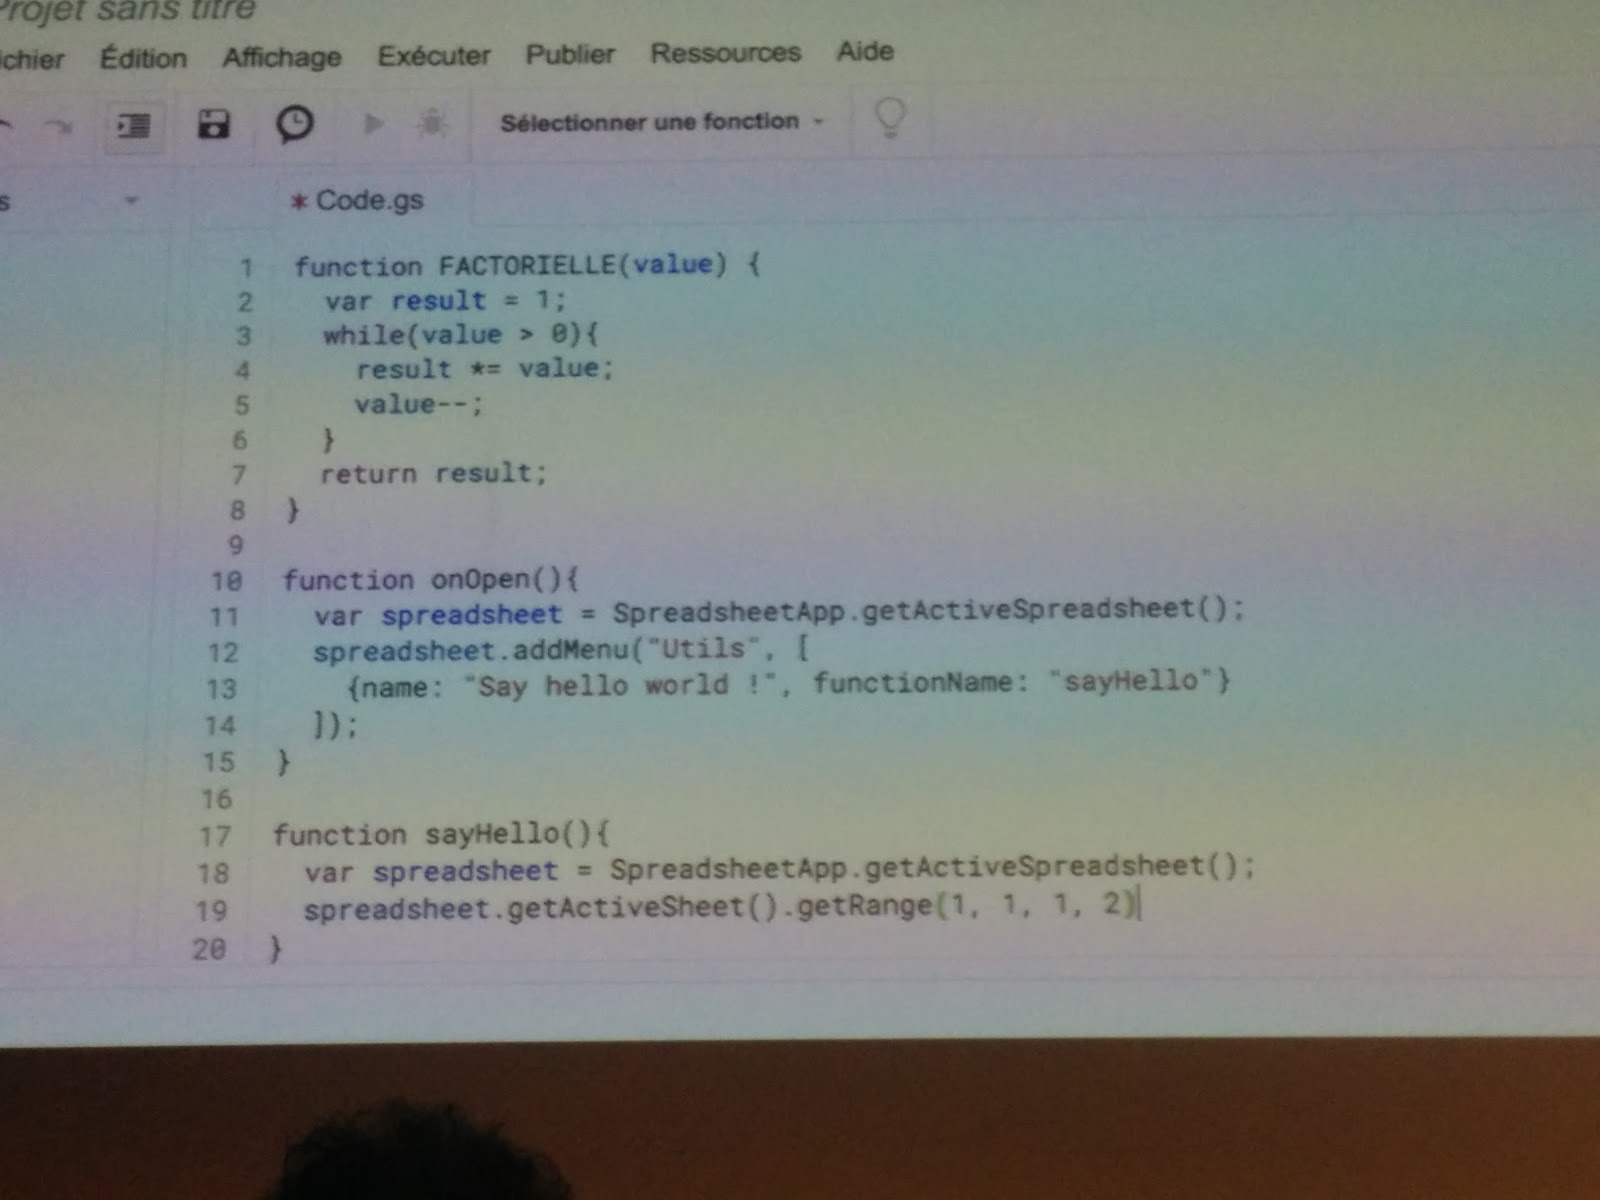 Projet sans titre
ichier Édition Affichage Exécuter Publier Ressources Aide
Sélectionner une fonction
s
* Code.gs
1 function FACTORIELLE(value) {
2 var result = 1;
3 while(value > 0){
4 result *= value;
5 value--;
6 }
7 return result;
8 }
9
10 function onOpen(){
11 var spreadsheet = SpreadsheetApp.getActiveSpreadsheet();
12 spreadsheet.addMenu("Utils", [
13 {name: "Say hello world !", functionName: "sayHello"}
14 ]);
15 }
16
17 function sayHello(){
18 var spreadsheet = SpreadsheetApp.getActiveSpreadsheet();
19 spreadsheet.getActiveSheet().getRange(1, 1, 1, 2)
20 }